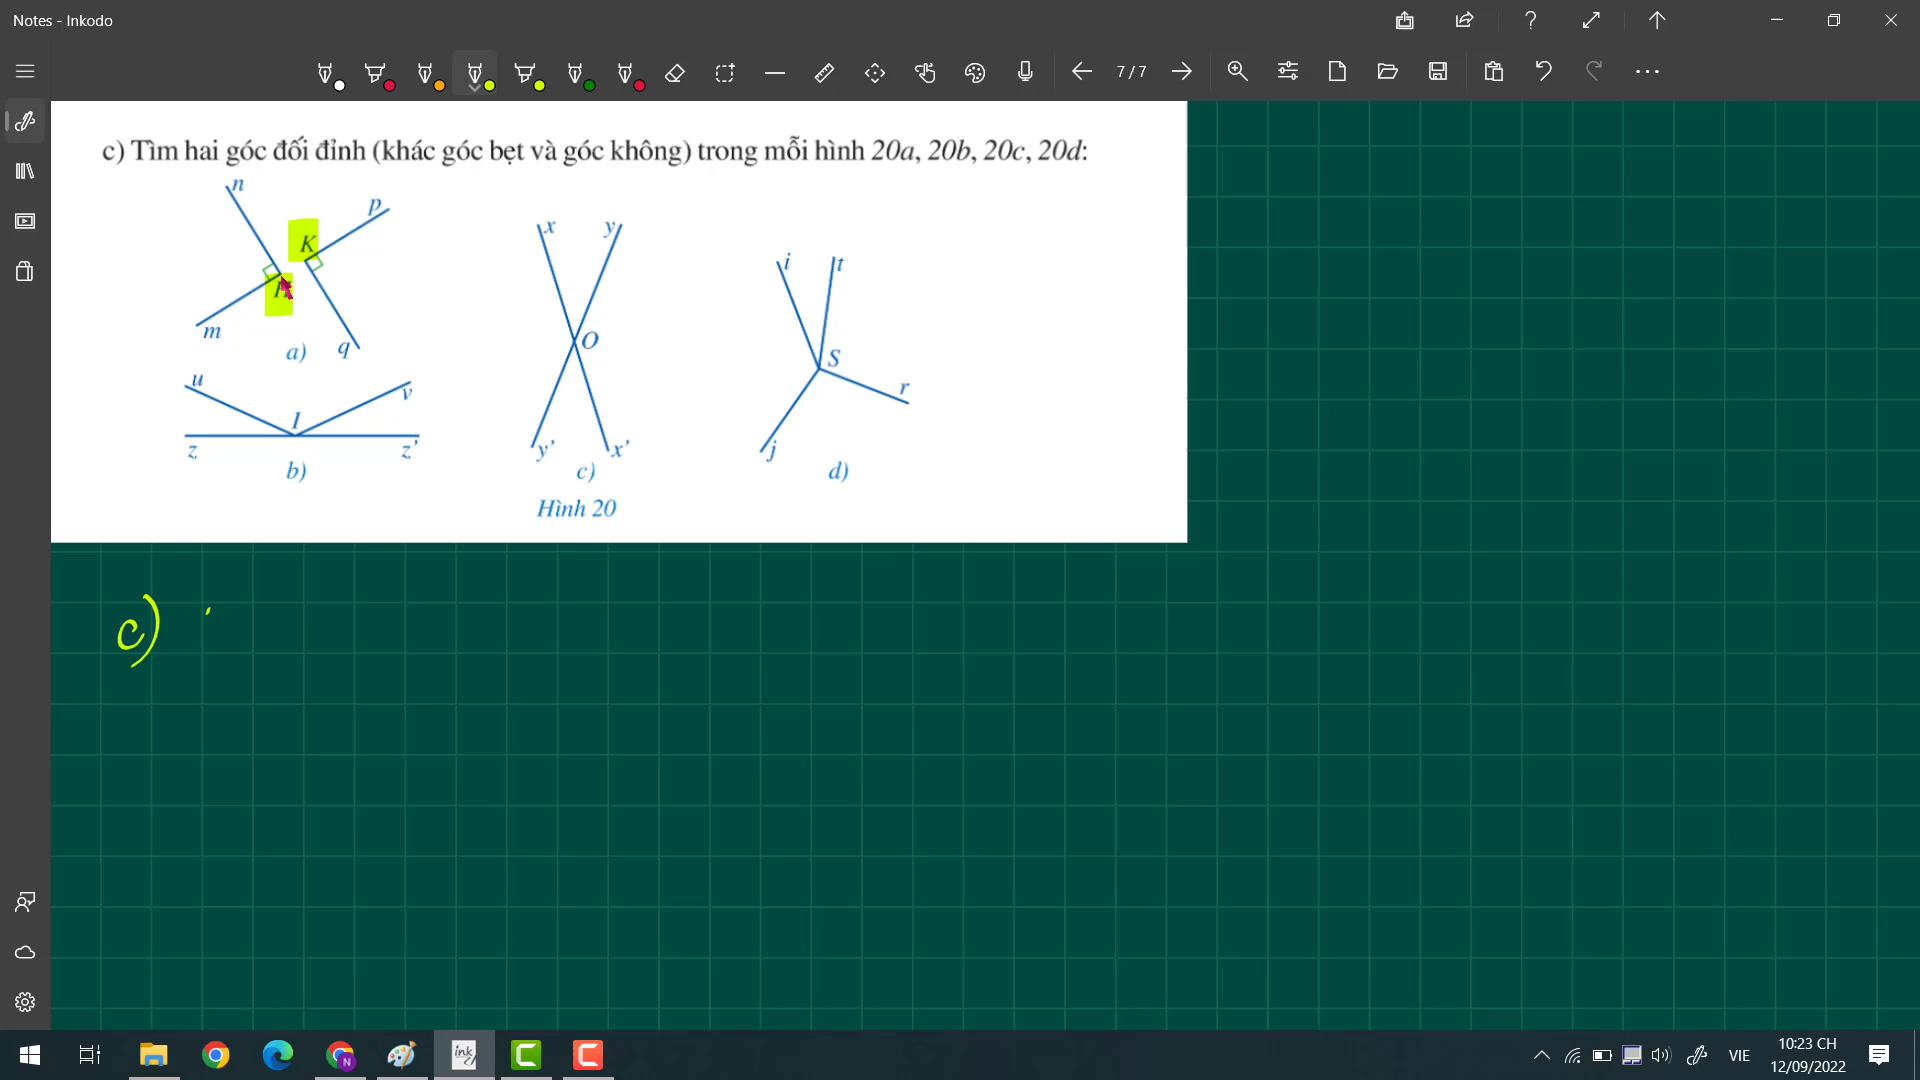 Notes - Inkodo
7 / 7
c) Tìm hai góc đối đỉnh (khác góc bẹt và góc không) trong mỗi hình 20a, 20b, 20c, 20d:
n
p
K
H
m
q
a)
x
y
O
y'
x'
c)
i
t
S
r
j
d)
u
v
I
z
z'
b)
Hình 20
c)
ink
N
VIE
10:23 CH
12/09/2022